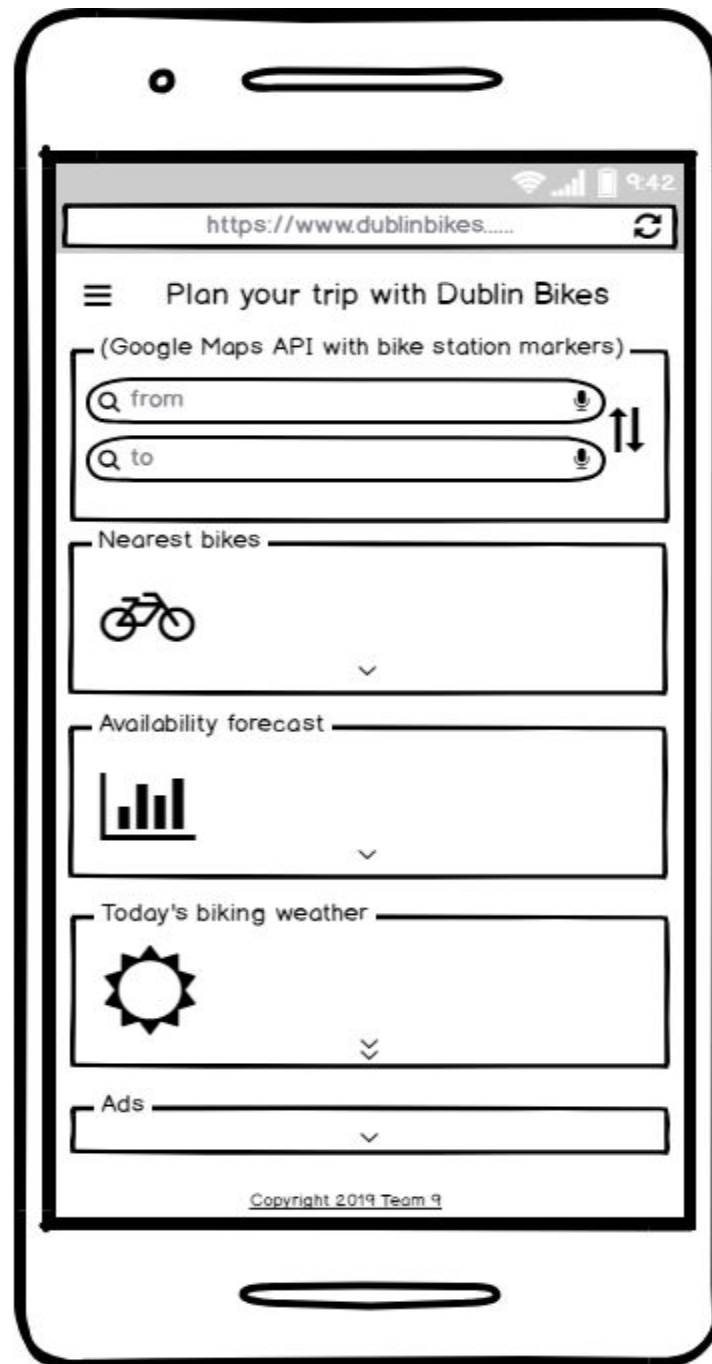 9:42
https://www.dublinbikes......
Plan your trip with Dublin Bikes
(Google Maps API with bike station markers)
from
to
Nearest bikes
Availability forecast
Today's biking weather
Ads
Copyright 2019 Team 9